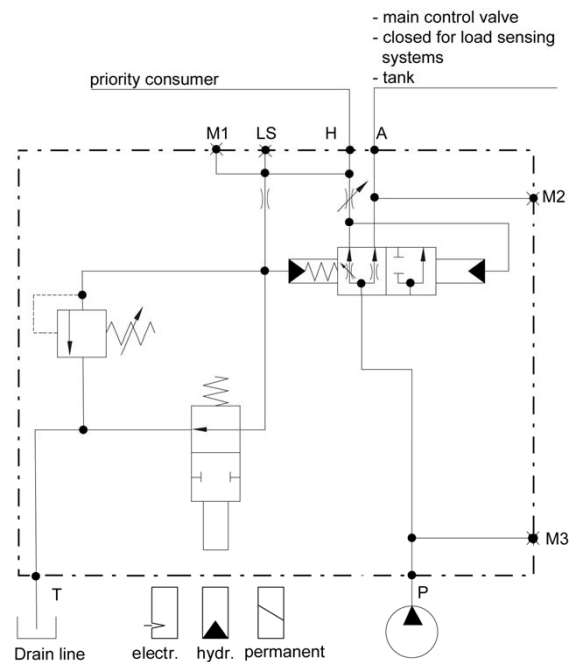 - main control valve
- closed for load sensing
systems
- tank
priority consumer
M1
LS
H
A
M2
M3
T
P
Drain line
electr.
hydr.
permanent